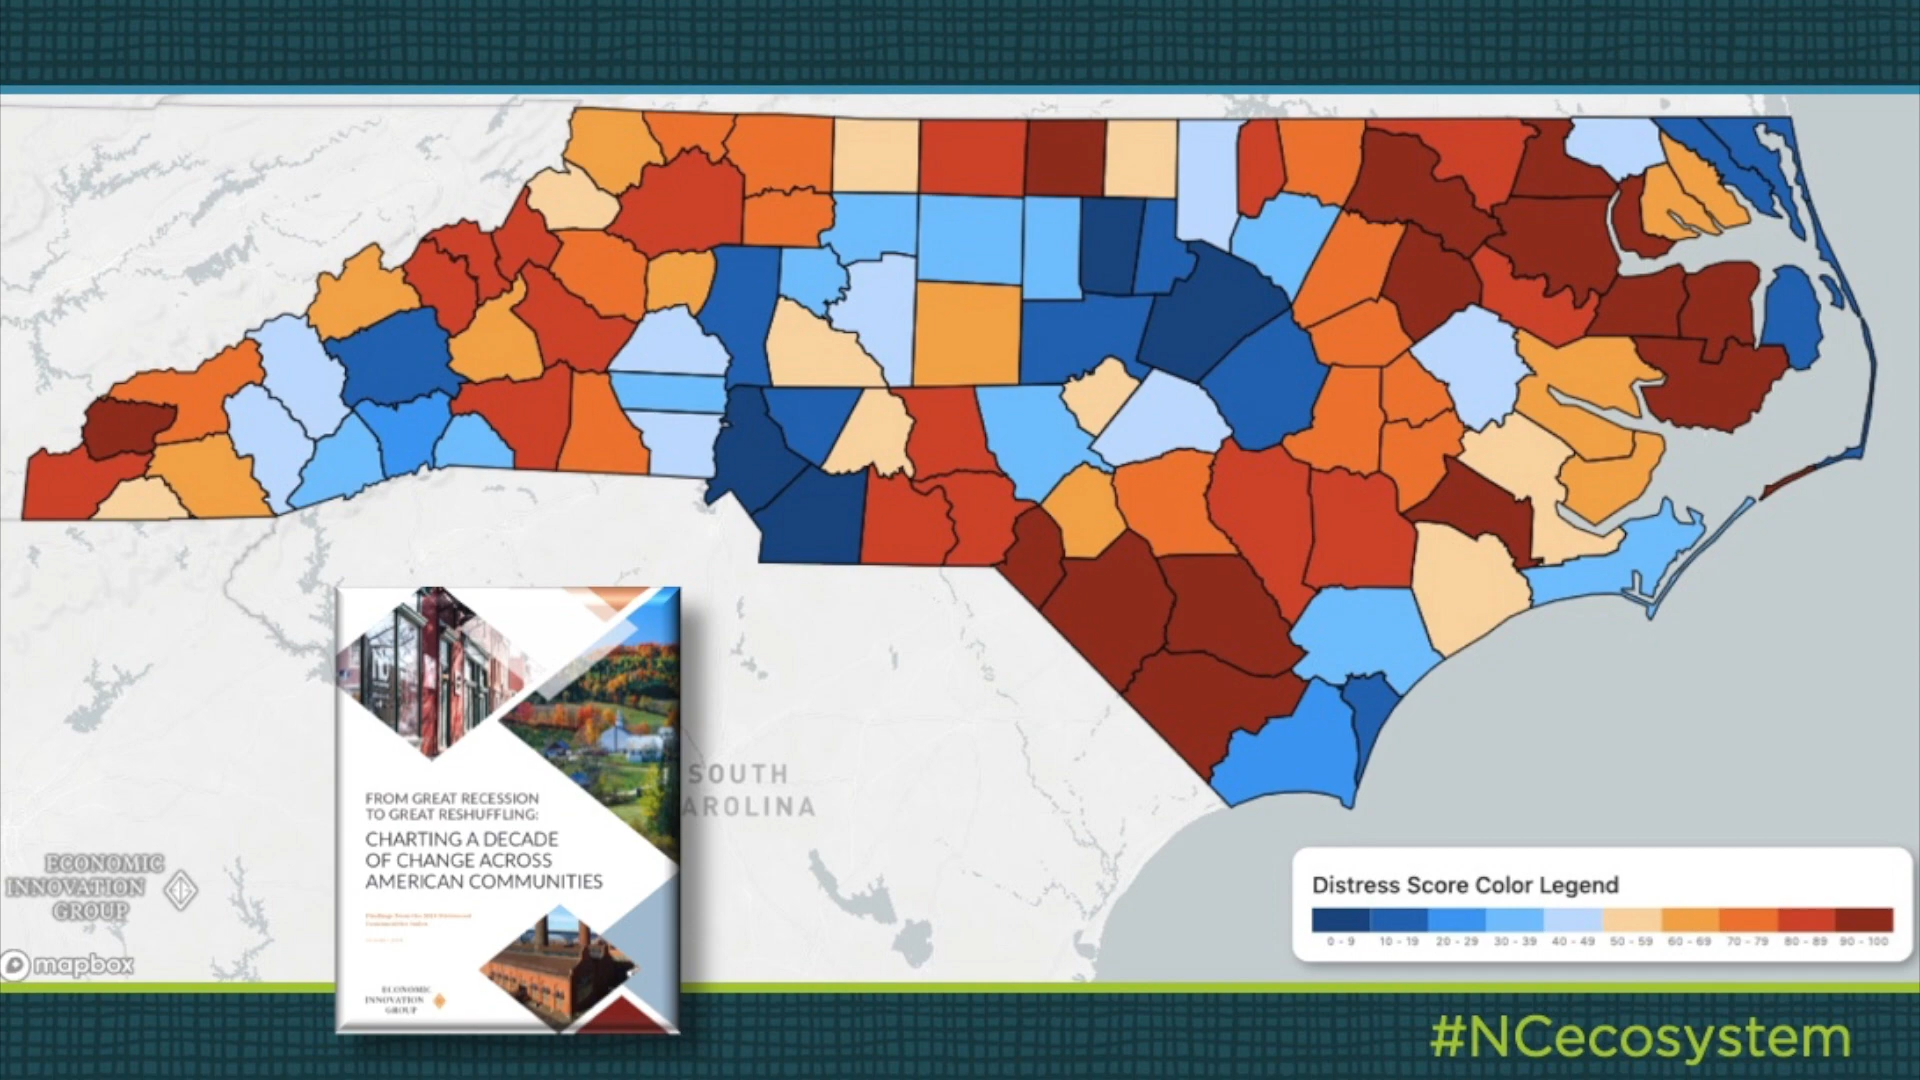 SOUTH
AROLINA
ECONOMIC
INNOVATION
GROUP
mapbox
FROM GREAT RECESSION
TO GREAT RESHUFFLING:
CHARTING A DECADE
OF CHANGE ACROSS
AMERICAN COMMUNITIES
ECONOMIC
INNOVATION
GROUP
Distress Score Color Legend
0 - 9 10 - 19 20 - 29 30 - 39 40 - 49 50 - 59 60 - 69 70 - 79 80 - 89 90 - 100
#NCecosystem